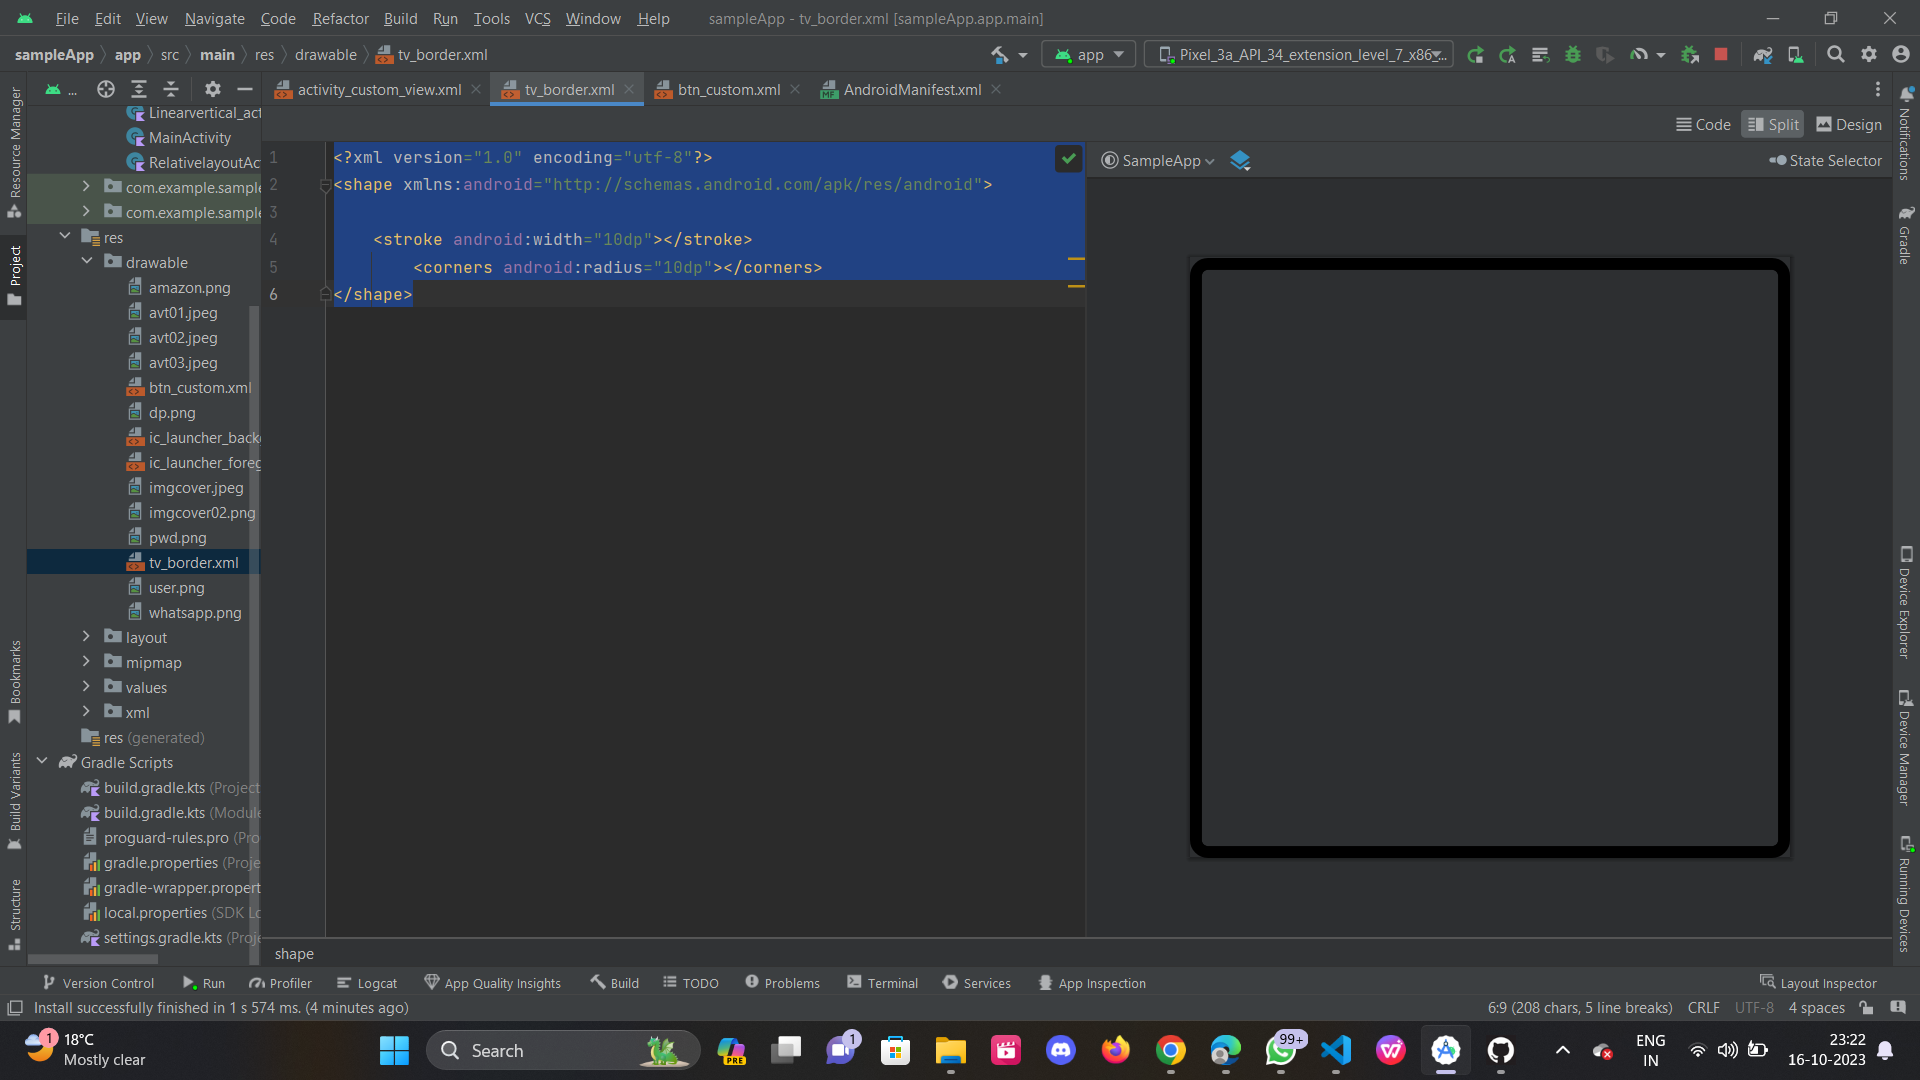 File Edit View Navigate Code Refactor Build Run Tools VCS Window Help sampleApp - tv_border.xml [sampleApp.app.main]
sampleApp app src main res drawable tv_border.xml app Pixel_3a_API_34_extension_level_7_x86...
... activity_custom_view.xml tv_border.xml btn_custom.xml AndroidManifest.xml
Code Split Design
SampleApp State Selector
Resource Manager
Project
Bookmarks
Build Variants
Structure
Linearvertical_act
MainActivity
RelativelayoutAc
com.example.sample
com.example.sample
res
drawable
amazon.png
avt01.jpeg
avt02.jpeg
avt03.jpeg
btn_custom.xml
dp.png
ic_launcher_back
ic_launcher_foreg
imgcover.jpeg
imgcover02.png
pwd.png
tv_border.xml
user.png
whatsapp.png
layout
mipmap
values
xml
res (generated)
Gradle Scripts
build.gradle.kts (Project
build.gradle.kts (Module
proguard-rules.pro (Pro
gradle.properties (Proje
gradle-wrapper.propert
local.properties (SDK Lo
settings.gradle.kts (Proj
1 <?xml version="1.0" encoding="utf-8"?>
2 <shape xmlns:android="http://schemas.android.com/apk/res/android">
3
4 <stroke android:width="10dp"></stroke>
5 <corners android:radius="10dp"></corners>
6 </shape>
shape
Notifications
Gradle
Device Explorer
Device Manager
Running Devices
Version Control Run Profiler Logcat App Quality Insights Build TODO Problems Terminal Services App Inspection Layout Inspector
Install successfully finished in 1 s 574 ms. (4 minutes ago) 6:9 (208 chars, 5 line breaks) CRLF UTF-8 4 spaces
1 18°C
Mostly clear
Search
PRE
1
99+
ENG
IN
23:22
16-10-2023